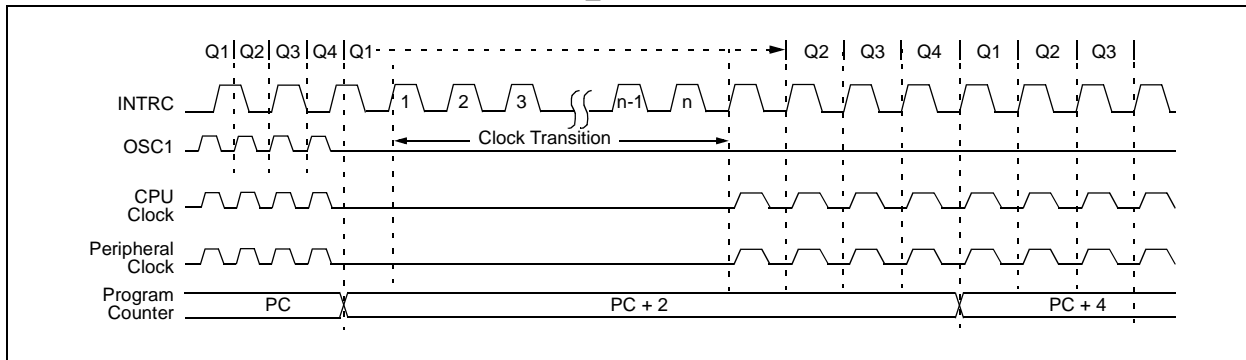 Q1 Q2 Q3 Q4 Q1 Q2 Q3 Q4 Q1 Q2 Q3
INTRC 1 2 3 n-1 n
OSC1 Clock Transition
CPU
Clock
Peripheral
Clock
Program
Counter PC PC + 2 PC + 4